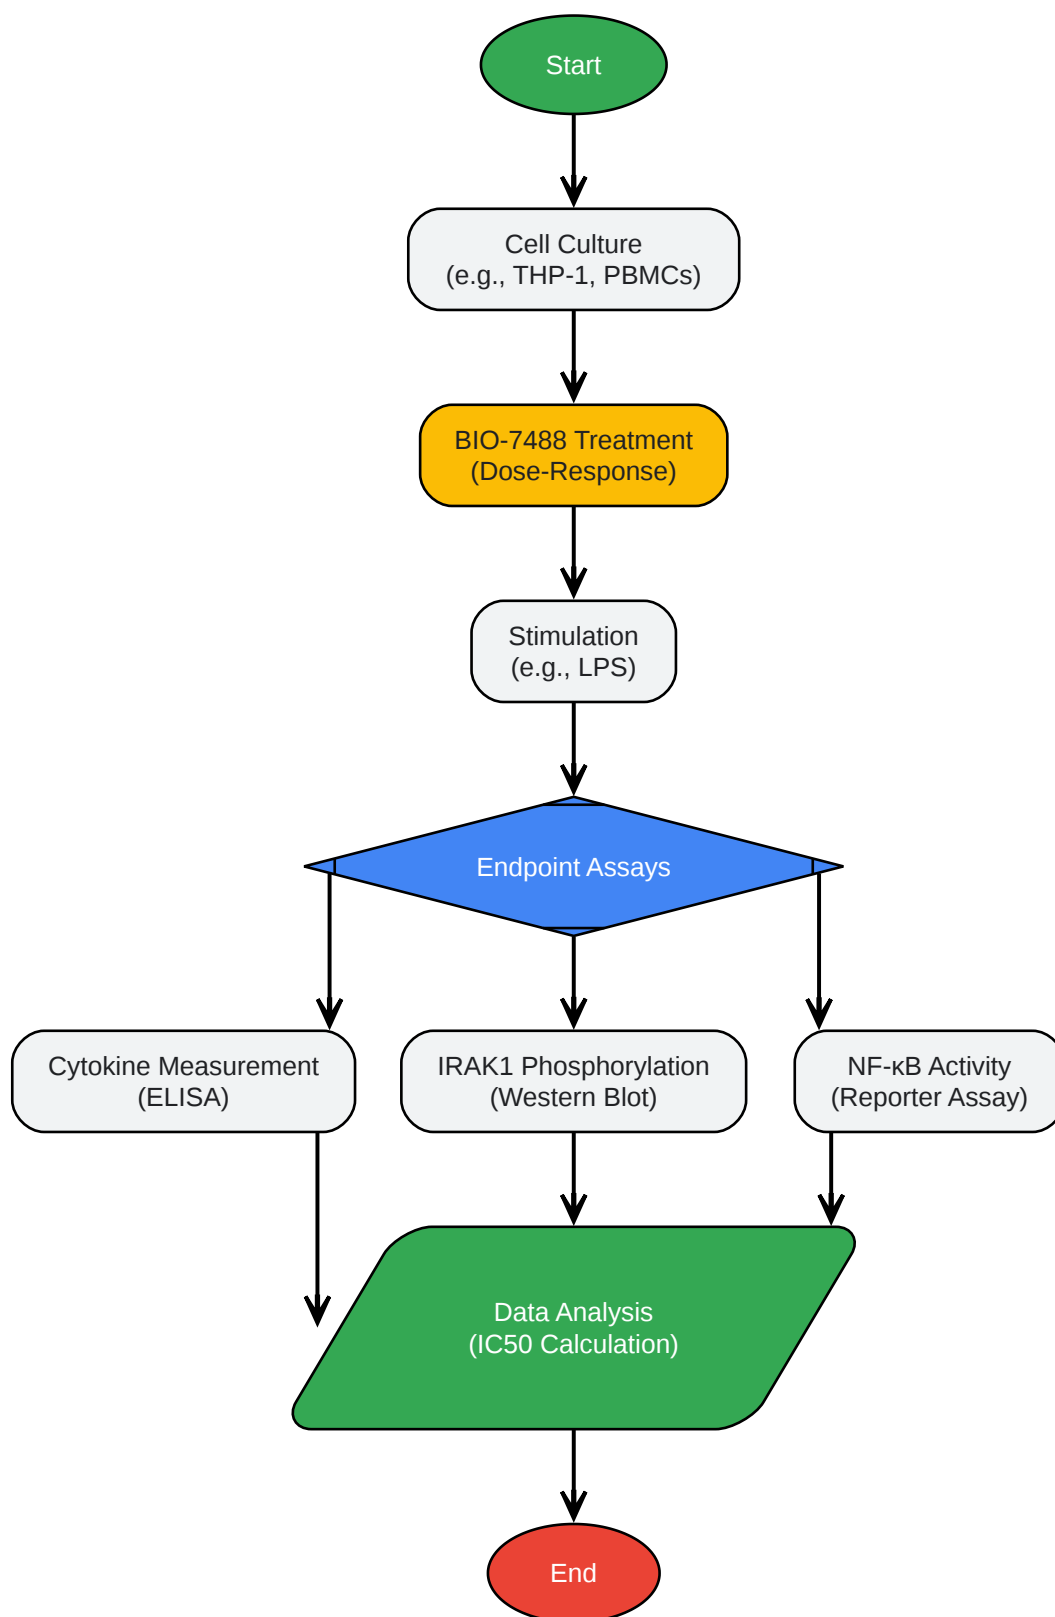 Start
Cell Culture
(e.g., THP-1, PBMCs)
BIO-7488 Treatment
(Dose-Response)
Stimulation
(e.g., LPS)
Endpoint Assays
Cytokine Measurement
(ELISA)
IRAK1 Phosphorylation
(Western Blot)
NF-κB Activity
(Reporter Assay)
Data Analysis
(IC50 Calculation)
End